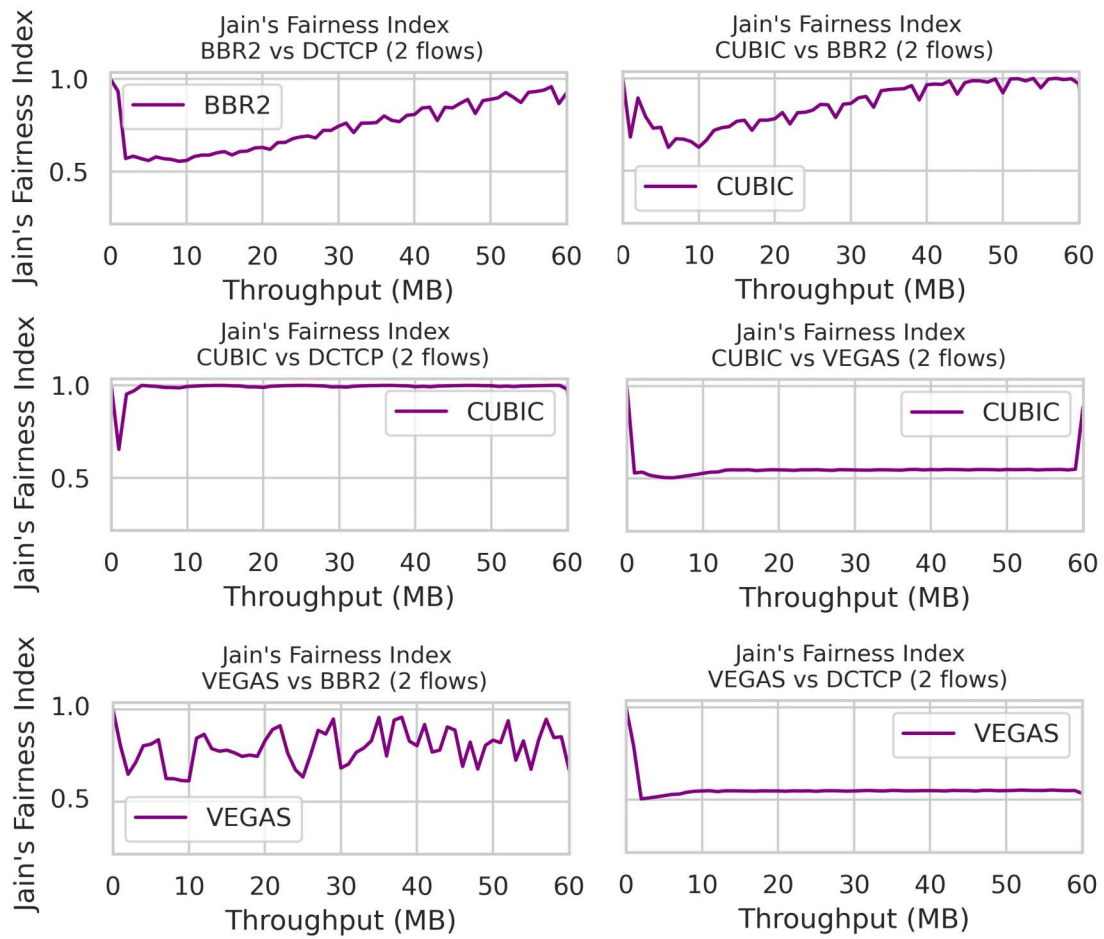 Jain's Fairness Index
BBR2 vs DCTCP (2 flows)
Jain's Fairness Index
1.0
0.5
BBR2
0 10 20 30 40 50 60
Throughput (MB)
Jain's Fairness Index
CUBIC vs BBR2 (2 flows)
CUBIC
0 10 20 30 40 50 60
Throughput (MB)
Jain's Fairness Index
CUBIC vs DCTCP (2 flows)
Jain's Fairness Index
1.0
0.5
CUBIC
0 10 20 30 40 50 60
Throughput (MB)
Jain's Fairness Index
CUBIC vs VEGAS (2 flows)
CUBIC
0 10 20 30 40 50 60
Throughput (MB)
Jain's Fairness Index
VEGAS vs BBR2 (2 flows)
Jain's Fairness Index
1.0
0.5
VEGAS
0 10 20 30 40 50 60
Throughput (MB)
Jain's Fairness Index
VEGAS vs DCTCP (2 flows)
VEGAS
0 10 20 30 40 50 60
Throughput (MB)